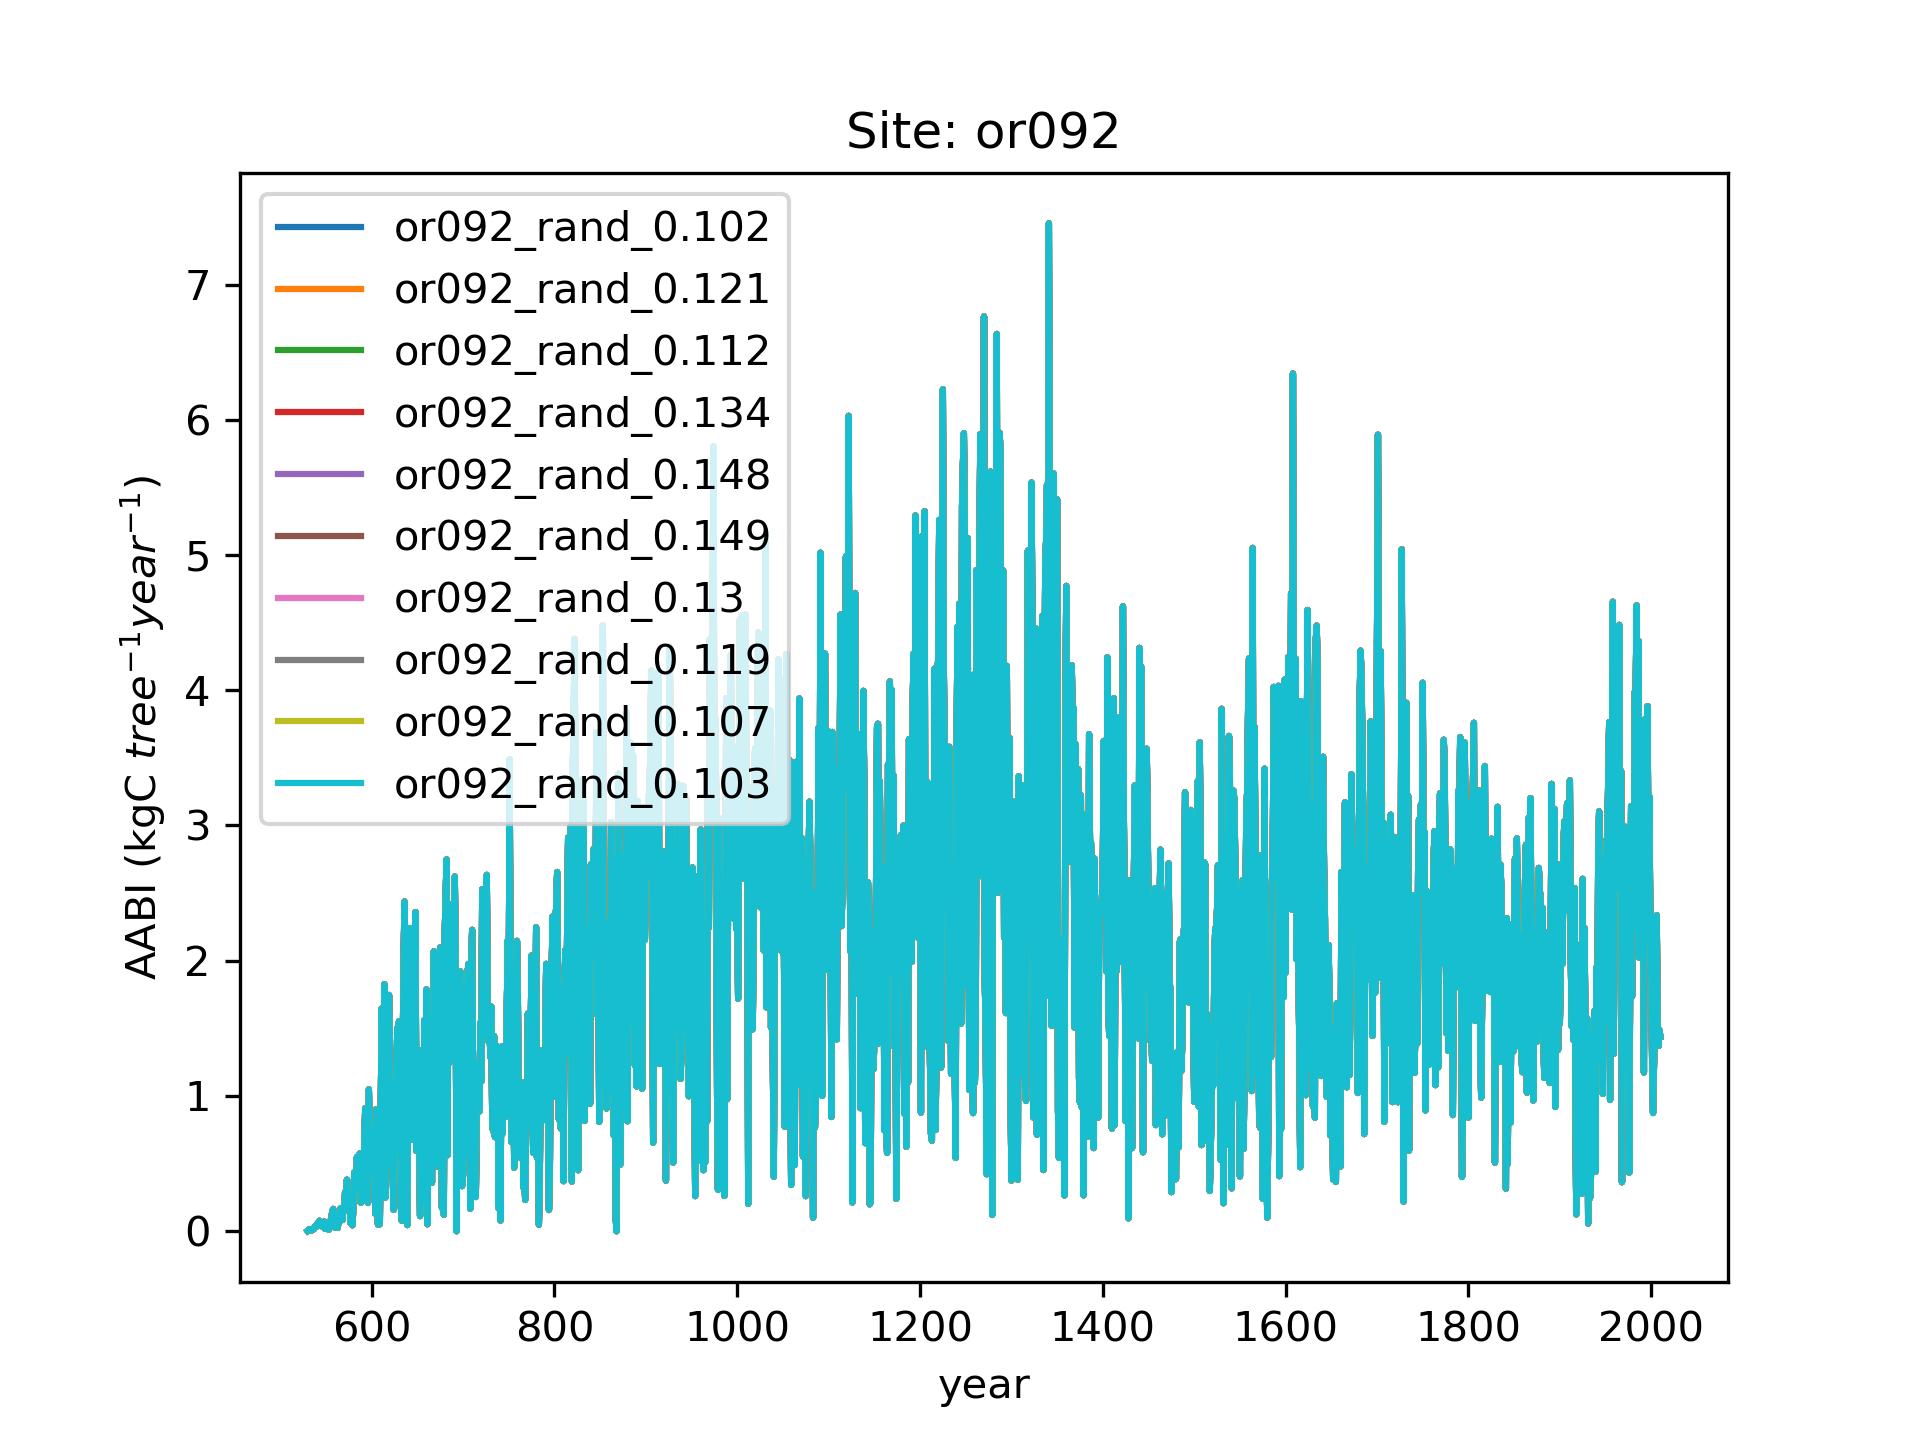 Site: or092
or092_rand_0.102
or092_rand_0.121
or092_rand_0.112
or092_rand_0.134
or092_rand_0.148
or092_rand_0.149
or092_rand_0.13
or092_rand_0.119
or092_rand_0.107
or092_rand_0.103
AABI (kgC tree⁻¹year⁻¹)
7
6
5
4
3
2
1
0
600 800 1000 1200 1400 1600 1800 2000
year